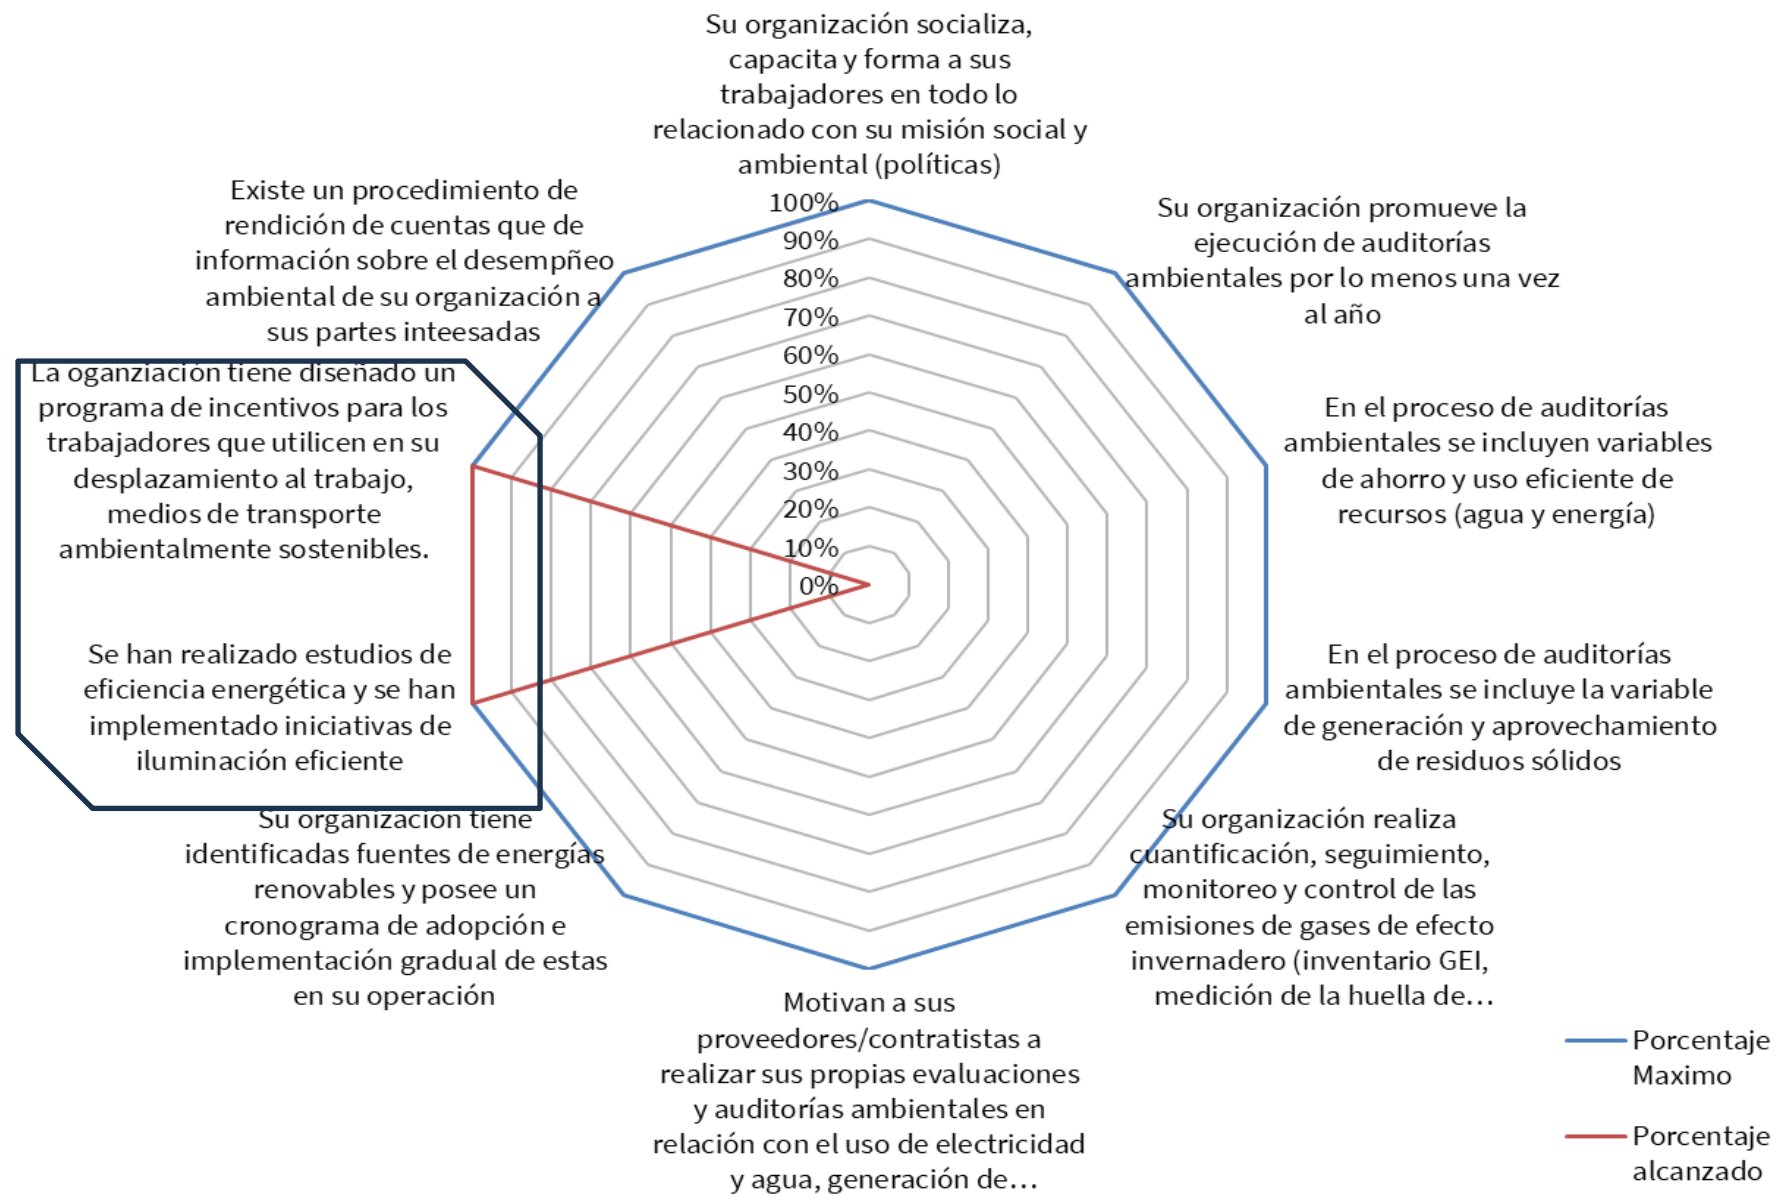 Su organización socializa,
capacita y forma a sus
trabajadores en todo lo
relacionado con su misión social y
ambiental (políticas)
Su organización promueve la
ejecución de auditorías
ambientales por lo menos una vez
al año
En el proceso de auditorías
ambientales se incluyen variables
de ahorro y uso eficiente de
recursos (agua y energía)
En el proceso de auditorías
ambientales se incluye la variable
de generación y aprovechamiento
de residuos sólidos
Su organización realiza
cuantificación, seguimiento,
monitoreo y control de las
emisiones de gases de efecto
invernadero (inventario GEI,
medición de la huella de...
Motivan a sus
proveedores/contratistas a
realizar sus propias evaluaciones
y auditorías ambientales en
relación con el uso de electricidad
y agua, generación de...
Su organización tiene
identificadas fuentes de energías
renovables y posee un
cronograma de adopción e
implementación gradual de estas
en su operación
Se han realizado estudios de
eficiencia energética y se han
implementado iniciativas de
iluminación eficiente
La oganziación tiene diseñado un
programa de incentivos para los
trabajadores que utilicen en su
desplazamiento al trabajo,
medios de transporte
ambientalmente sostenibles.
Existe un procedimiento de
rendición de cuentas que de
información sobre el desempñeo
ambiental de su organización a
sus partes inteesadas
100%
90%
80%
70%
60%
50%
40%
30%
20%
10%
0%
Porcentaje
Maximo
Porcentaje
alcanzado